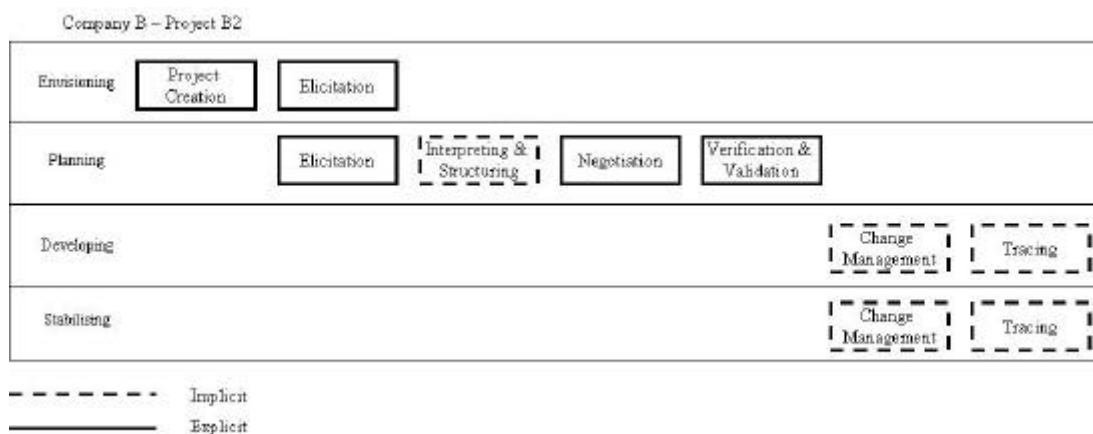 Company B – Project B2
Envisioning
Project
Creation
Elicitation
Planning
Elicitation
Interpreting &
Structuring
Negotiation
Verification &
Validation
Developing
Change
Management
Tracing
Stabilising
Change
Management
Tracing
Implicit
Explicit